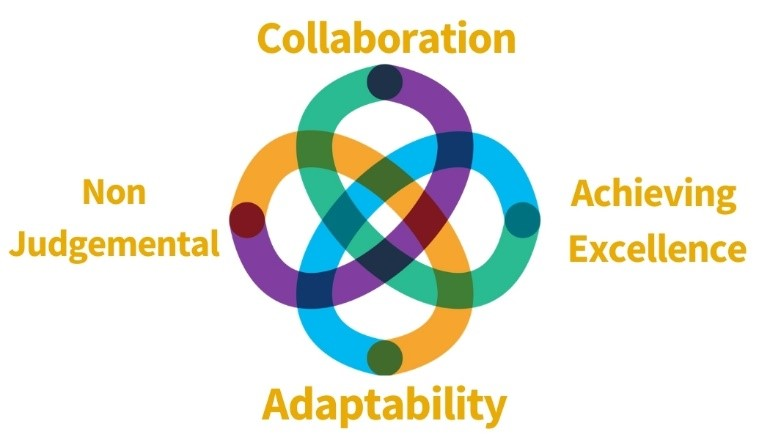 Collaboration
Non
Judgemental
Achieving
Excellence
Adaptability